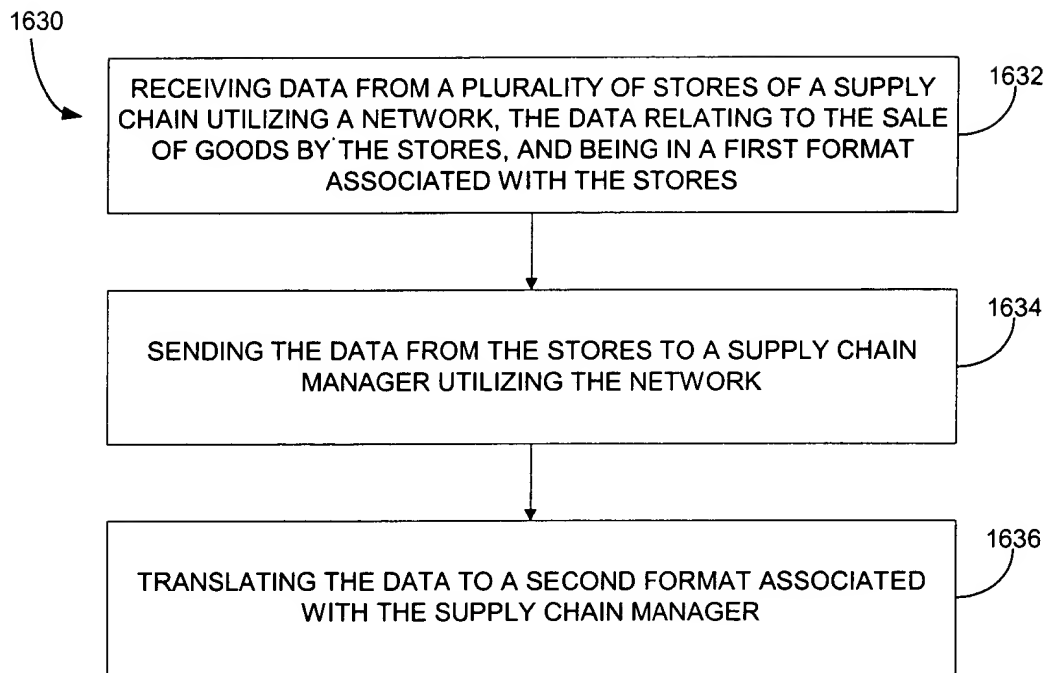 1630
RECEIVING DATA FROM A PLURALITY OF STORES OF A SUPPLY
CHAIN UTILIZING A NETWORK, THE DATA RELATING TO THE SALE
OF GOODS BY THE STORES, AND BEING IN A FIRST FORMAT
ASSOCIATED WITH THE STORES
1632
SENDING THE DATA FROM THE STORES TO A SUPPLY CHAIN
MANAGER UTILIZING THE NETWORK
1634
TRANSLATING THE DATA TO A SECOND FORMAT ASSOCIATED
WITH THE SUPPLY CHAIN MANAGER
1636